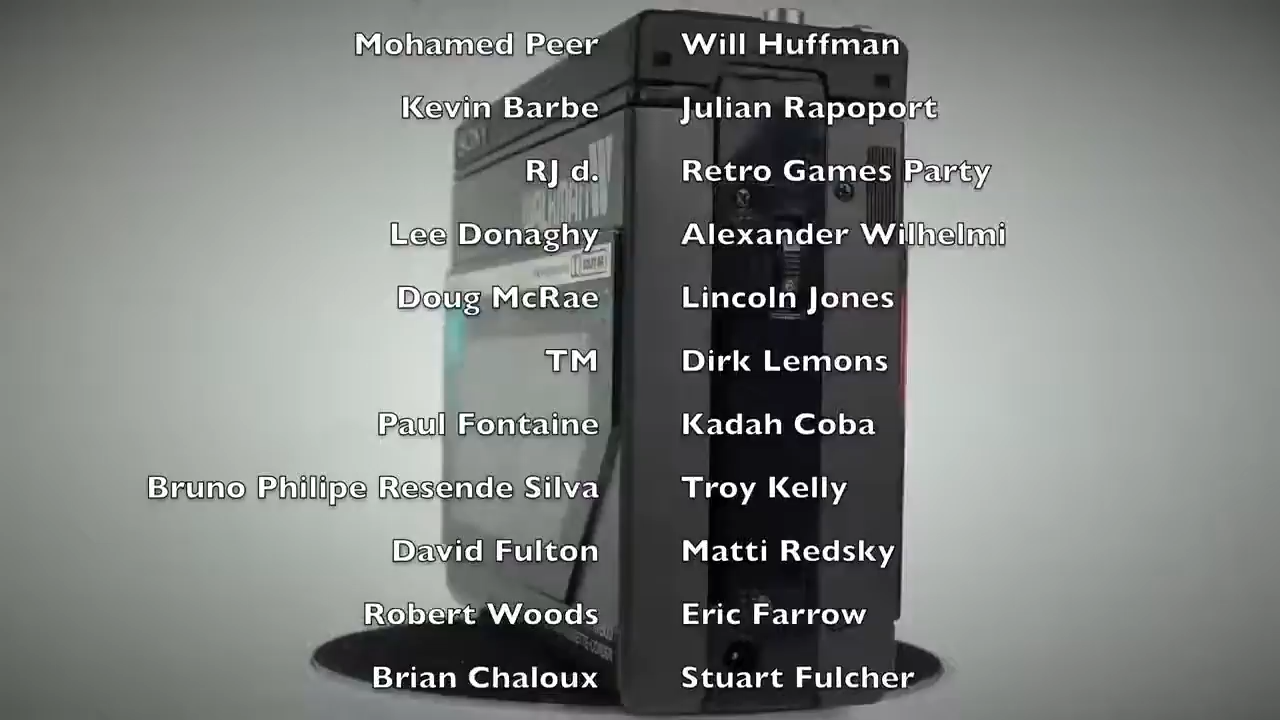 Mohamed Peer Will Huffman
Kevin Barbe Julian Rapoport
RJ d. Retro Games Party
Lee Donaghy Alexander Wilhelmi
Doug McRae Lincoln Jones
TM Dirk Lemons
Paul Fontaine Kadah Coba
Bruno Philipe Resende Silva Troy Kelly
David Fulton Matti Redsky
Robert Woods Eric Farrow
Brian Chaloux Stuart Fulcher
SONY
WALKMAN